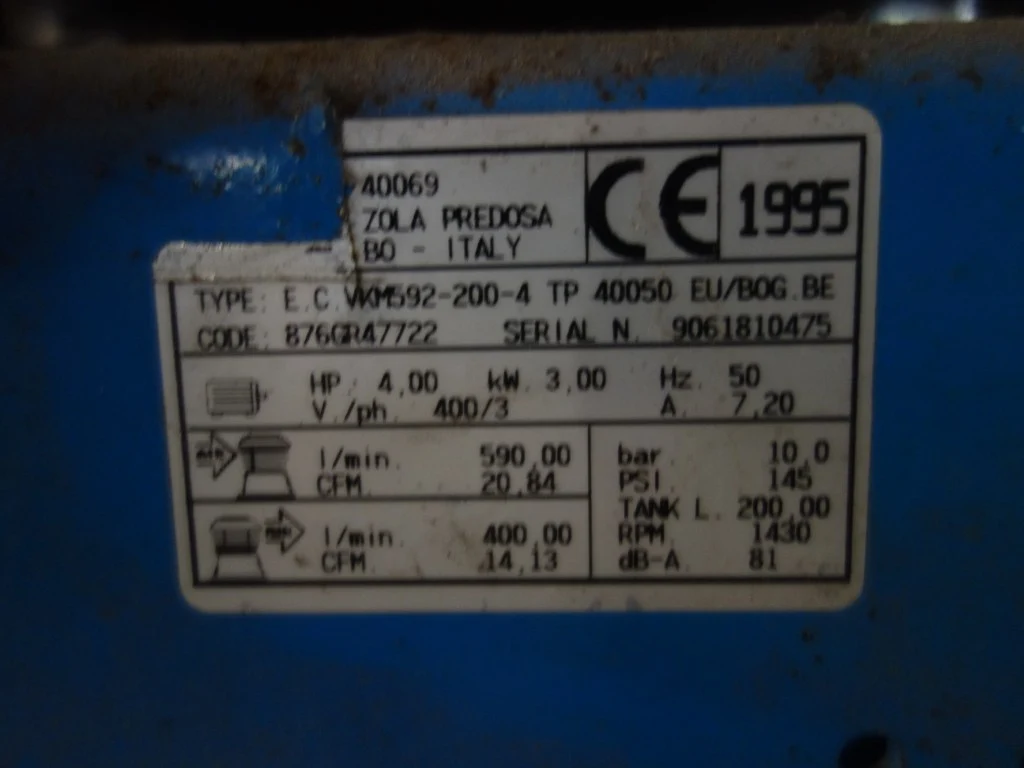 40069
ZOLA PREDOSA
BO - ITALY
CE
1995
TYPE: E.C.VKM592-200-4 TP 40050 EU/BOG.BE
CODE: 876GR47722 SERIAL N. 9061810475
HP. 4,00 kW. 3,00 Hz. 50
V./ph. 400/3 A. 7,20
l/min. 590,00
CFM. 20,84
l/min. 400,00
CFM. 14,13
bar. 10,0
PSI. 145
TANK L. 200,00
RPM. 1430
dB-A. 81